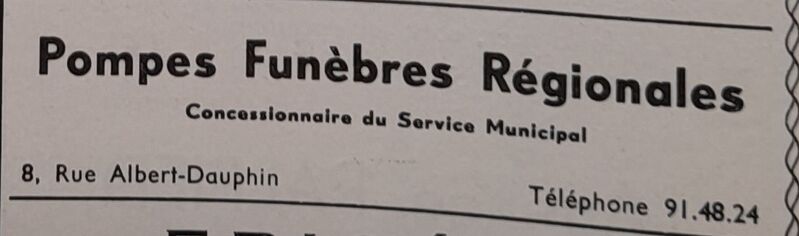 Pompes Funèbres Régionales
Concessionnaire du Service Municipal
8, Rue Albert-Dauphin
Téléphone 91.48.24